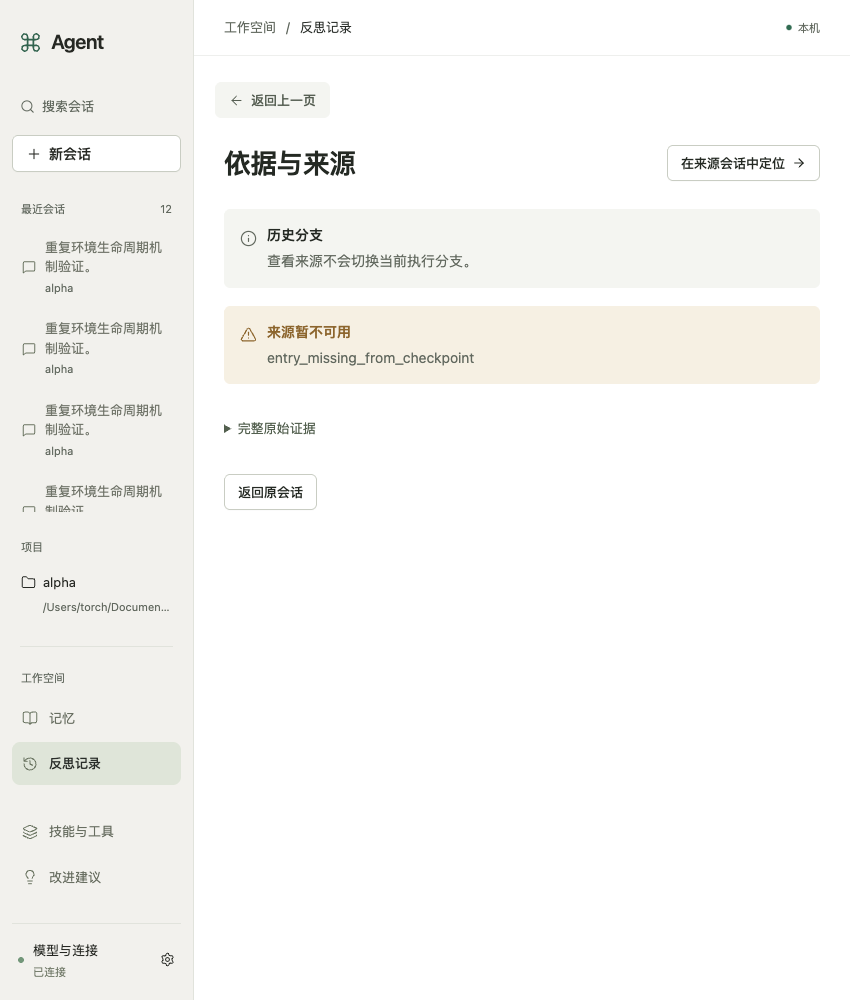 Agent
搜索会话
新会话
最近会话 12
重复环境生命周期机
制验证。
alpha
重复环境生命周期机
制验证。
alpha
重复环境生命周期机
制验证。
alpha
重复环境生命周期机
制验证
项目
alpha
/Users/torch/Documen...
工作空间
记忆
反思记录
技能与工具
改进建议
模型与连接
已连接
工作空间 / 反思记录
本机
返回上一页
依据与来源
在来源会话中定位
历史分支
查看来源不会切换当前执行分支。
来源暂不可用
entry_missing_from_checkpoint
完整原始证据
返回原会话